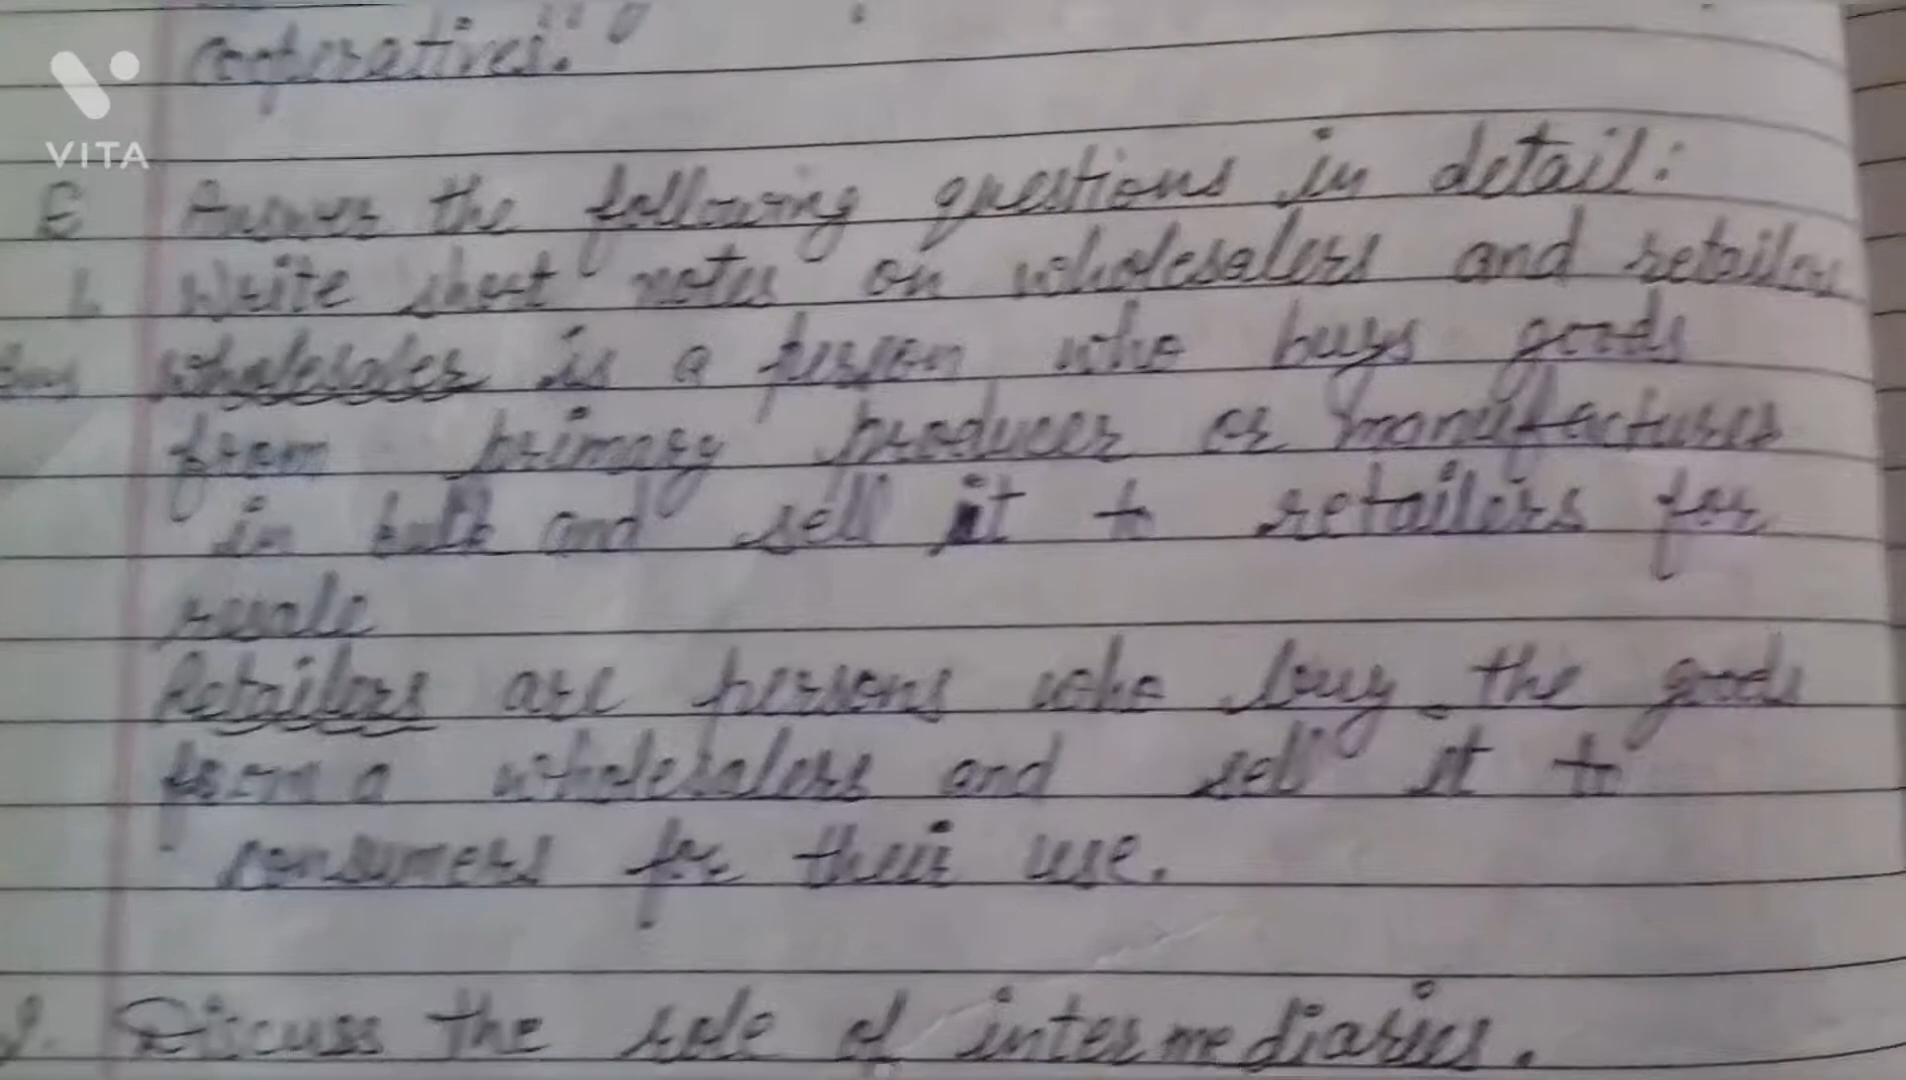 cooperatives."
VITA
E Answer the following questions in detail:
1. Write short notes on wholesalers and retailers
Ans wholesaler is a person who buys goods
from primary producer or manufacturer
in bulk and sell it to retailers for
resale
Retailers are persons who buy the goods
from a wholesalers and sell it to
consumers for their use.
2. Discuss the role of intermediaries.